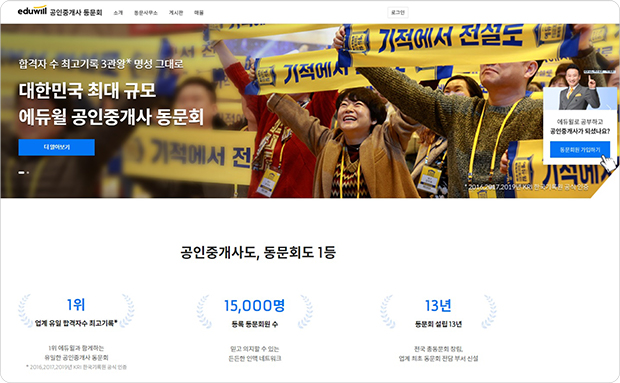 eduwill 공인중개사 동문회
소개 동문사무소 게시판 매물 로그인
합격자 수 최고기록 3관왕* 명성 그대로
대한민국 최대 규모
에듀윌 공인중개사 동문회
더 알아보기
기적에서 전설로
기적에서 전설
기적에서
에듀윌로 공부하고
공인중개사가 되셨나요?
동문회원 가입하기
* 2016,2017,2019년 KRI 한국기록원 공식 인증
공인중개사도, 동문회도 1등
1위
업계 유일 합격자수 최고기록*
1위 에듀윌과 함께하는
유일한 공인중개사 동문회
* 2016,2017,2019년 KRI 한국기록원 공식 인증
15,000명
등록 동문회원 수
믿고 의지할 수 있는
든든한 인맥 네트워크
13년
동문회 설립 13년
전국 총동문회 창립,
업계 최초 동문회 전담 부서 신설